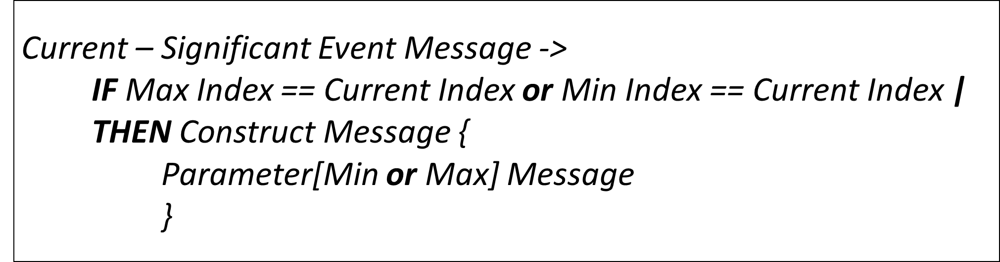 Current – Significant Event Message ->
IF Max Index == Current Index or Min Index == Current Index |
THEN Construct Message {
Parameter[Min or Max] Message
}